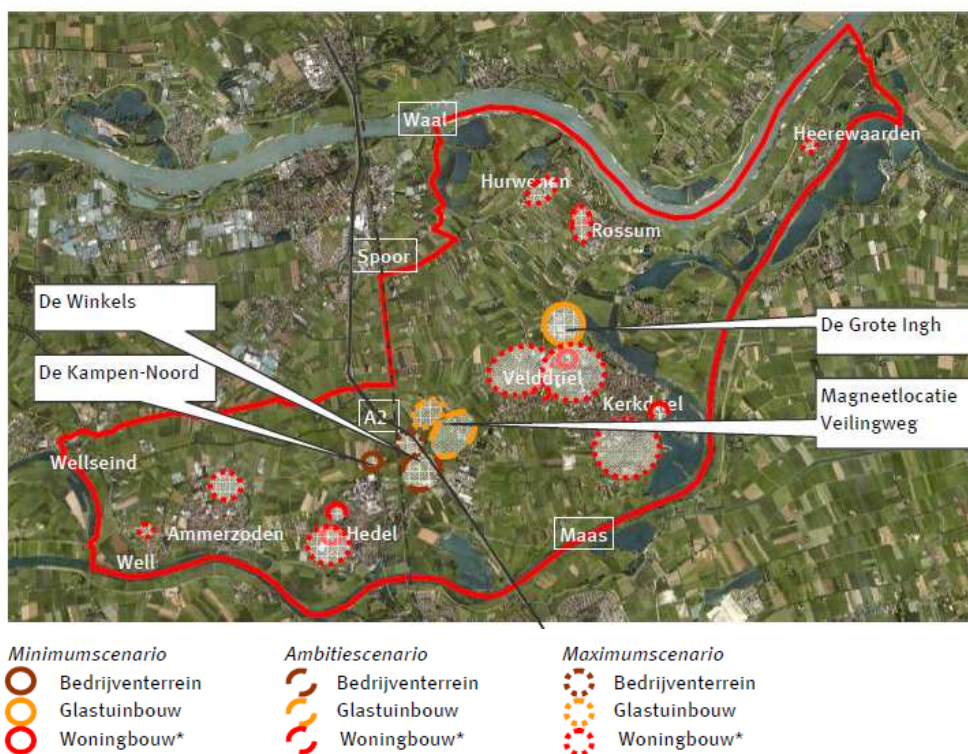 Waal
Heerewaarden
Hurwenen
Rossum
Spoor
De Winkels
De Grote Ingh
De Kampen-Noord
Velddriel
Kerkdriel
Magneetlocatie
Veilingweg
A2
Wellseind
Ammerzoden
Hedel
Maas
Well
Minimumscenario
Bedrijventerrein
Glastuinbouw
Woningbouw*
Ambitiescenario
Bedrijventerrein
Glastuinbouw
Woningbouw*
Maximumscenario
Bedrijventerrein
Glastuinbouw
Woningbouw*